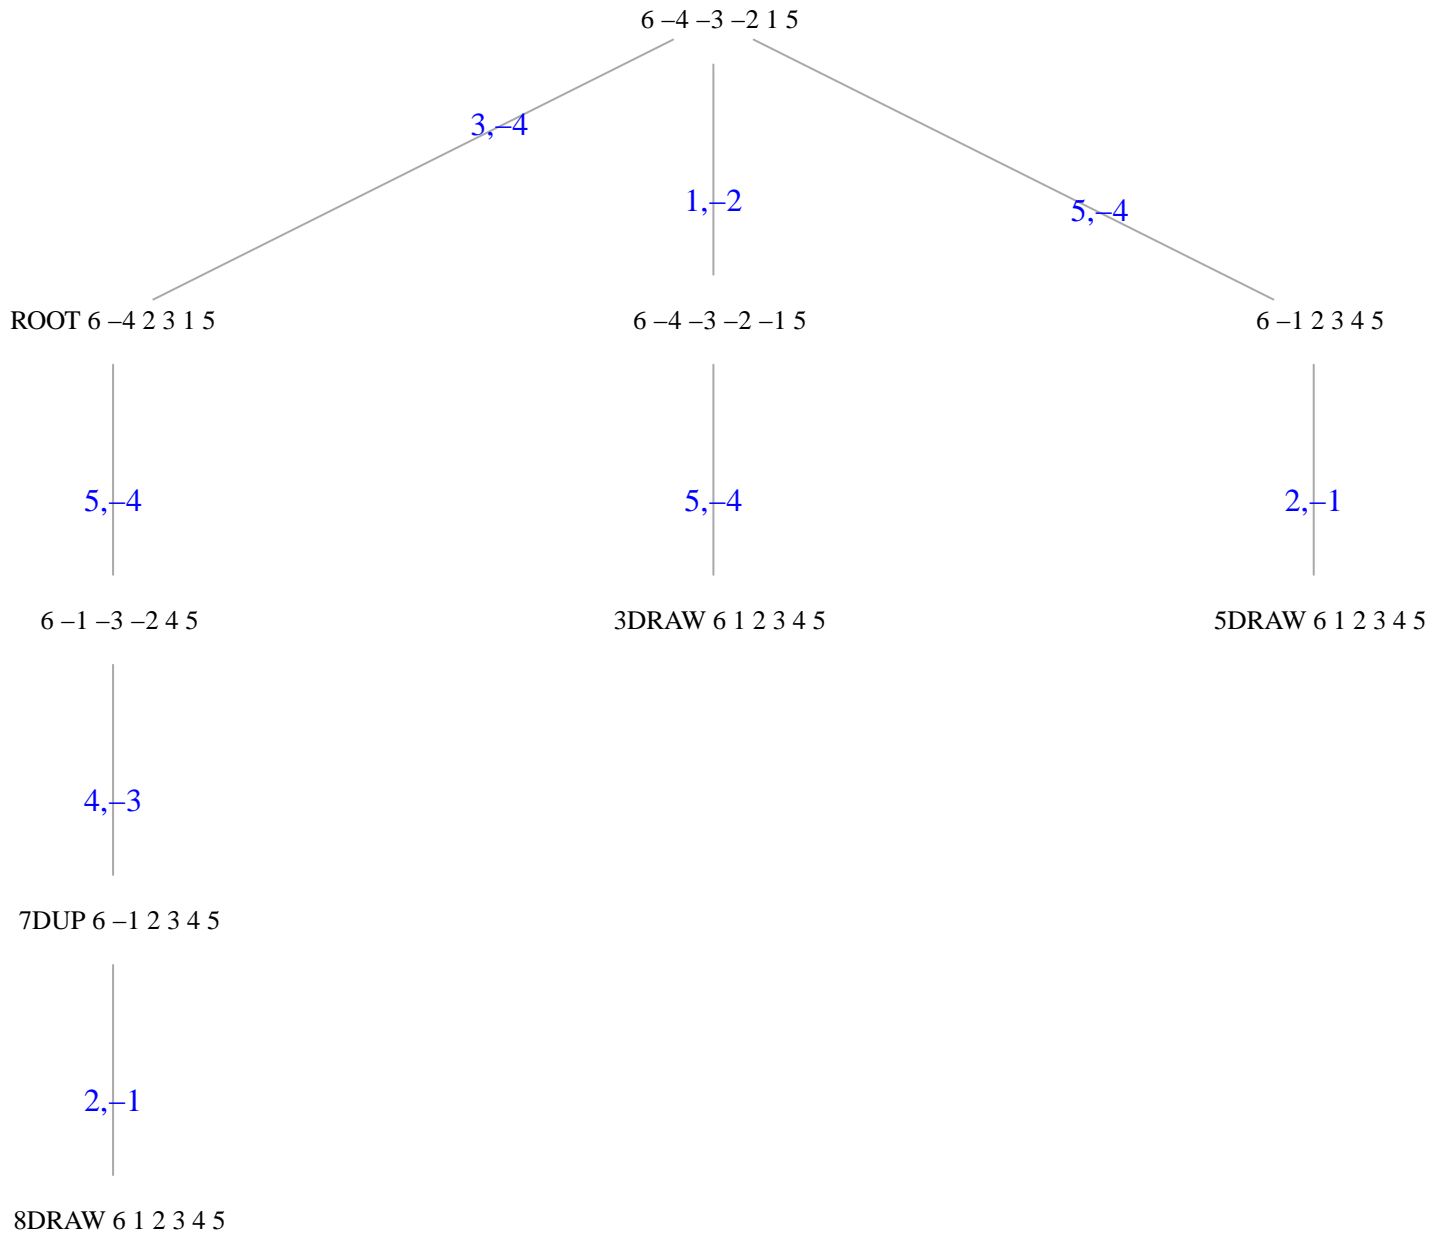 6 –4 –3 –2 1 5
3,–4
1,–2
5,–4
ROOT 6 –4 2 3 1 5
6 –4 –3 –2 –1 5
6 –1 2 3 4 5
5,–4
5,–4
2,–1
6 –1 –3 –2 4 5
3DRAW 6 1 2 3 4 5
5DRAW 6 1 2 3 4 5
4,–3
7DUP 6 –1 2 3 4 5
2,–1
8DRAW 6 1 2 3 4 5